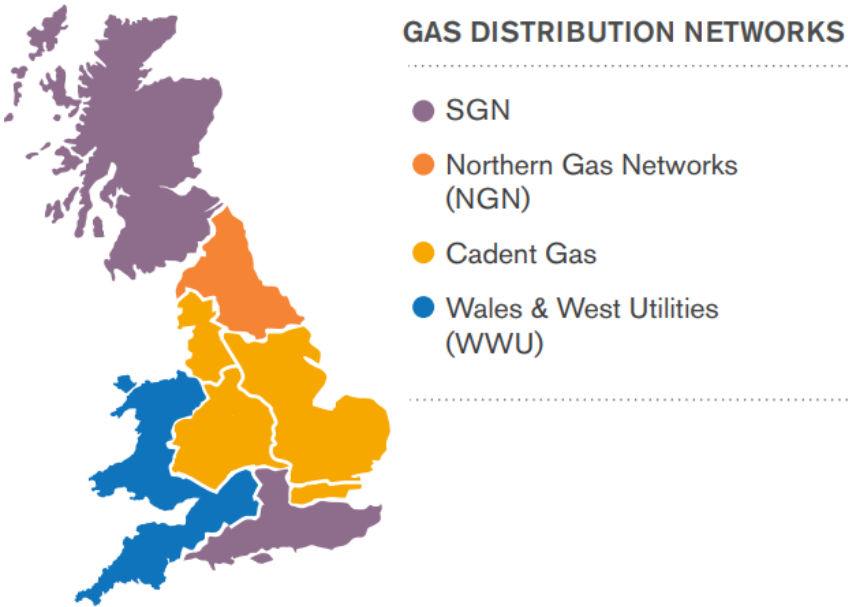 GAS DISTRIBUTION NETWORKS
SGN
Northern Gas Networks
(NGN)
Cadent Gas
Wales & West Utilities
(WWU)